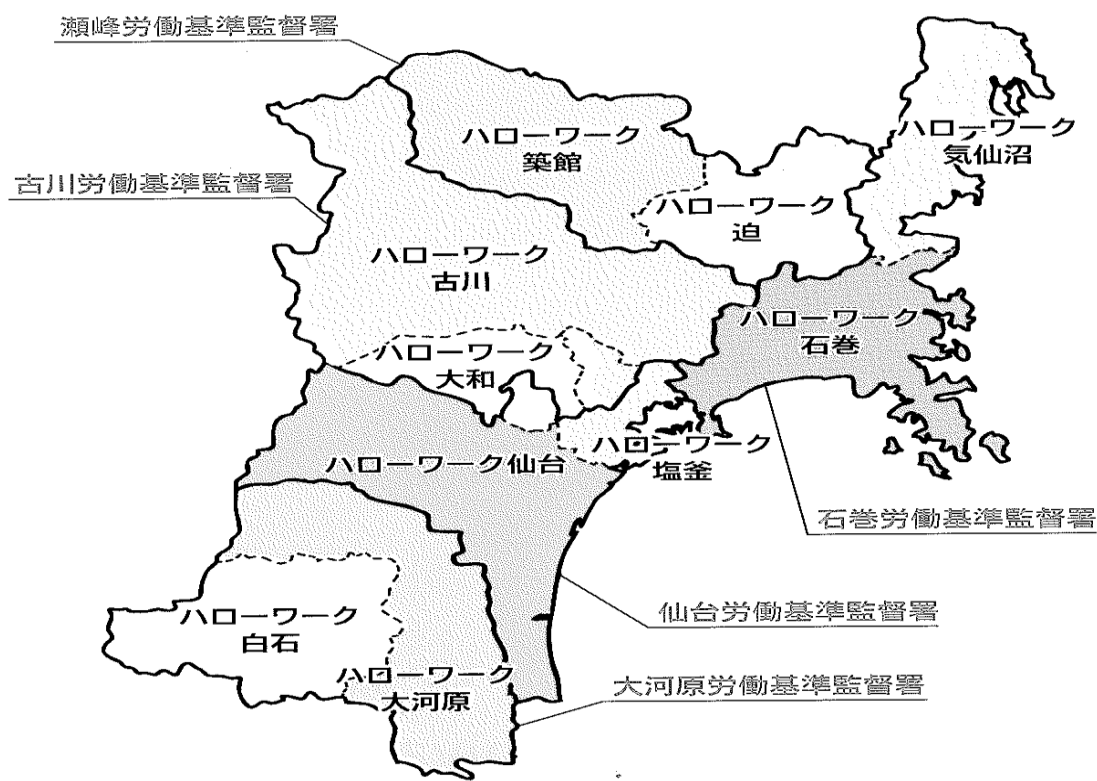 瀬峰労働基準監督署
ハローワーク
築館
ハローワーク
気仙沼
古川労働基準監督署
ハローワーク
迫
ハローワーク
古川
ハローワーク
石巻
ハローワーク
大和
ハローワーク
塩釜
ハローワーク仙台
石巻労働基準監督署
ハローワーク
白石
仙台労働基準監督署
ハローワーク
大河原
大河原労働基準監督署